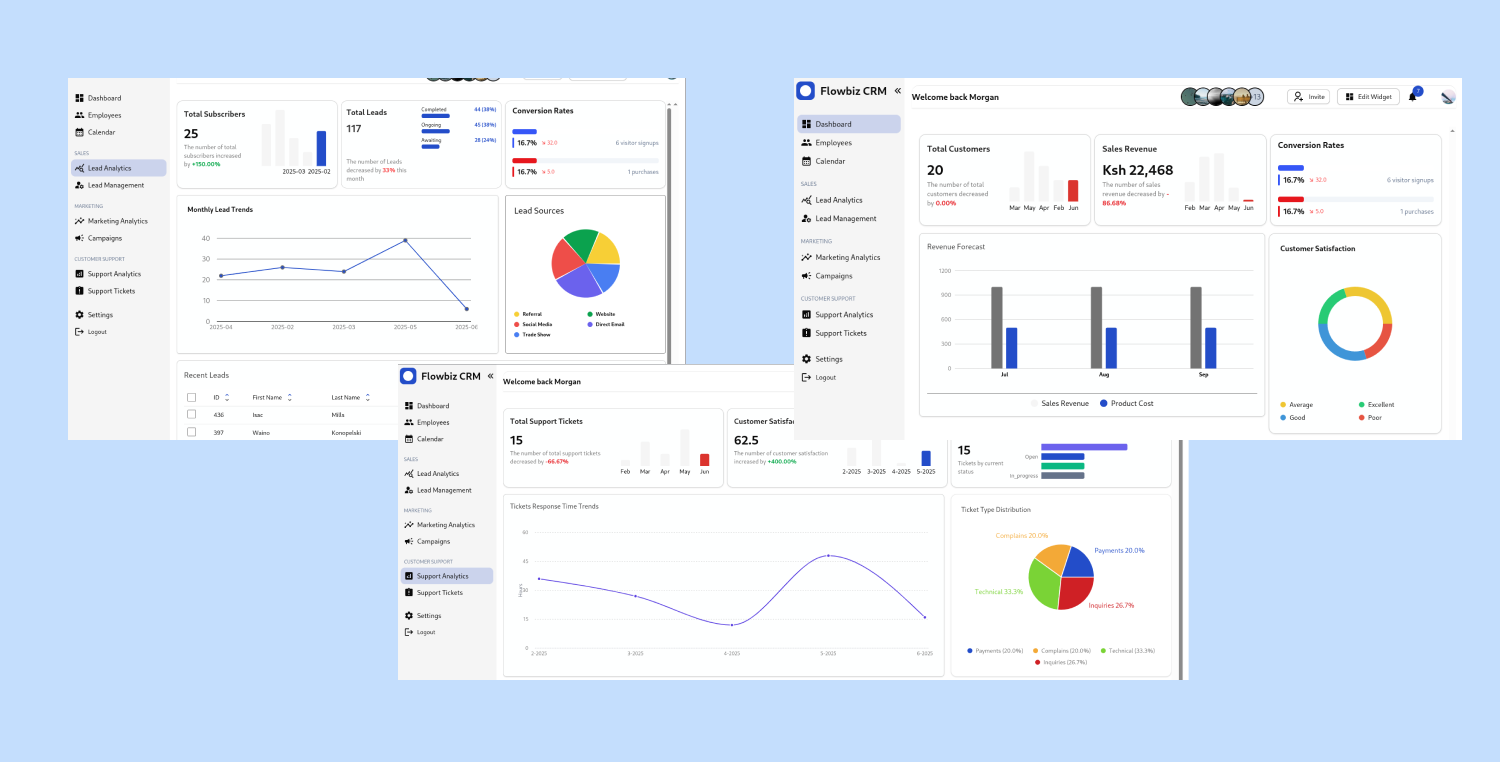 Dashboard
Employees
Calendar
SALES
Lead Analytics
Lead Management
MARKETING
Marketing Analytics
Campaigns
CUSTOMER SUPPORT
Support Analytics
Support Tickets
Settings
Logout
Total Subscribers
25
The number of total
subscribers increased
by +150.00%
2025-03 2025-02
Total Leads
117
The number of Leads
decreased by 33% this
month
Completed 44 (38%)
Ongoing 45 (38%)
Awaiting 28 (24%)
Conversion Rates
16.7% ↘ 32.0 6 visitor signups
16.7% ↘ 5.0 1 purchases
Monthly Lead Trends
40
30
20
10
0
2025-04 2025-02 2025-03 2025-05 2025-06
Lead Sources
Referral Website
Social Media Direct Email
Trade Show
Recent Leads
ID First Name Last Name
436 Isac Mills
397 Waino Konopelski
Flowbiz CRM «
Dashboard
Employees
Calendar
SALES
Lead Analytics
Lead Management
MARKETING
Marketing Analytics
Campaigns
CUSTOMER SUPPORT
Support Analytics
Support Tickets
Settings
Logout
Welcome back Morgan
+13
Invite
Edit Widget
7
Total Customers
20
The number of total
customers decreased
by 0.00%
Mar May Apr Feb Jun
Sales Revenue
Ksh 22,468
The number of sales
revenue decreased by -
86.68%
Feb Mar Apr May Jun
Conversion Rates
16.7% ↘ 32.0 6 visitor signups
16.7% ↘ 5.0 1 purchases
Revenue Forecast
1200
900
600
300
0
Jul Aug Sep
Sales Revenue Product Cost
Customer Satisfaction
Average Excellent
Good Poor
Flowbiz CRM «
Dashboard
Employees
Calendar
SALES
Lead Analytics
Lead Management
MARKETING
Marketing Analytics
Campaigns
CUSTOMER SUPPORT
Support Analytics
Support Tickets
Settings
Logout
Welcome back Morgan
Total Support Tickets
15
The number of total support tickets
decreased by -66.67%
Feb Mar Apr May Jun
Customer
62.5
The number of customer satisfaction
increased by +400.00%
2-2025 3-2025 4-2025 5-2025
15
Tickets by current
status
Open
In_progress
Tickets Response Time Trends
60
45
30
15
0
Hours
2-2025 3-2025 4-2025 5-2025 6-2025
Ticket Type Distribution
Complains 20.0%
Payments 20.0%
Technical 33.3%
Inquiries 26.7%
Payments (20.0%) Complains (20.0%) Technical (33.3%)
Inquiries (26.7%)